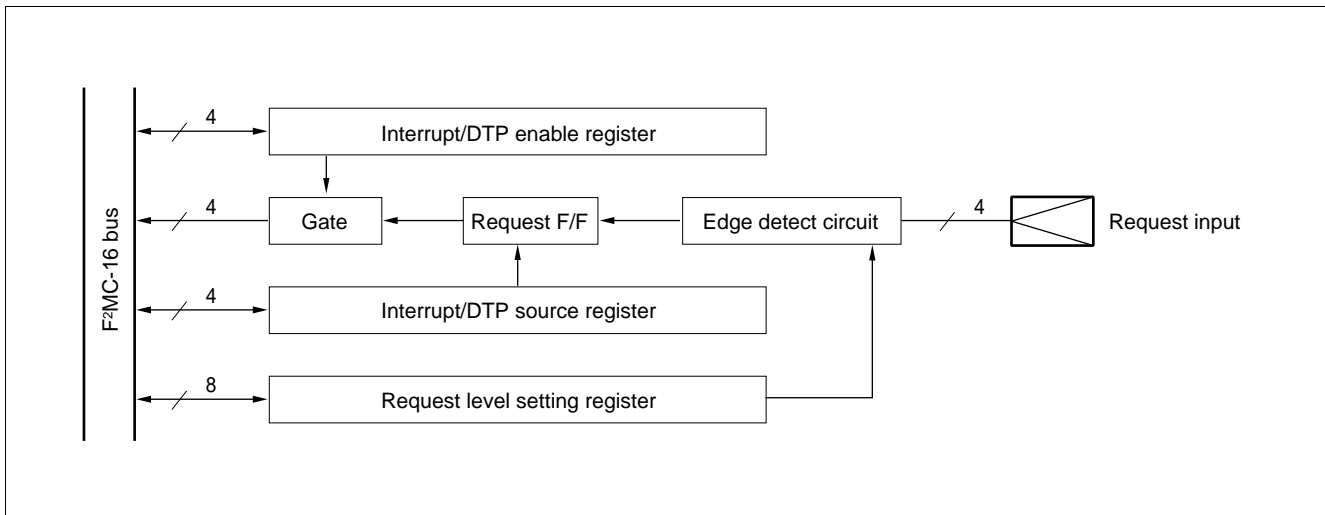 4
Interrupt/DTP enable register
F²MC-16 bus
4
Gate
Request F/F
Edge detect circuit
4
Request input
4
Interrupt/DTP source register
8
Request level setting register